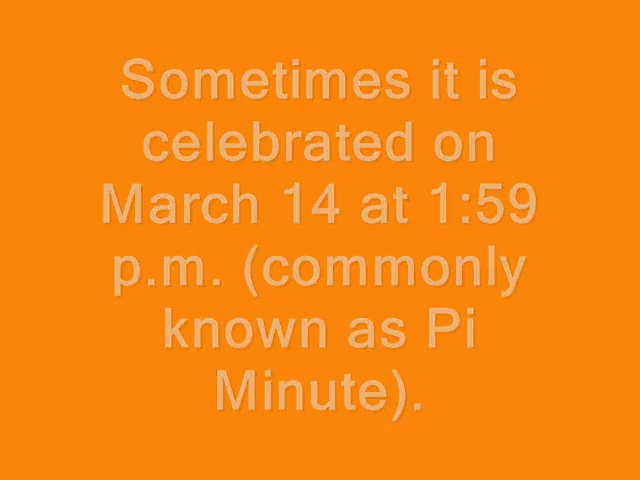 Sometimes it is
celebrated on
March 14 at 1:59
p.m. (commonly
known as Pi
Minute).